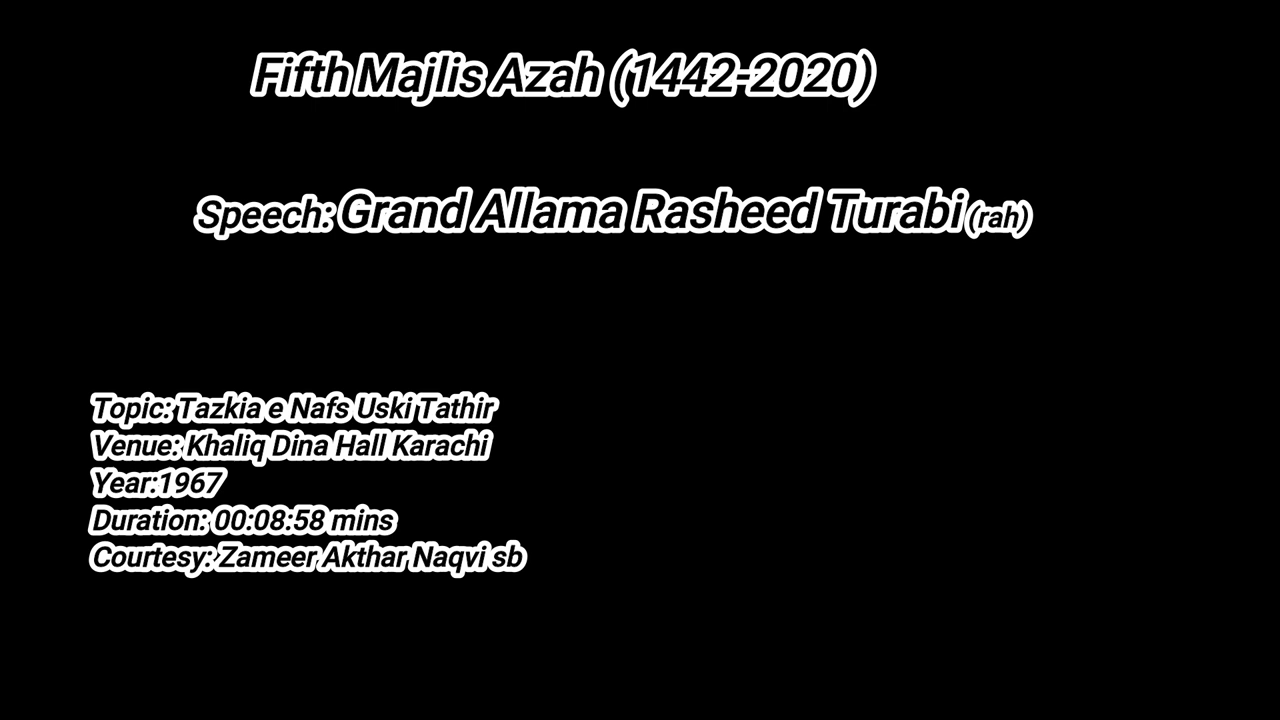 Fifth Majlis Azah (1442-2020)
Speech: Grand Allama Rasheed Turabi (rah)
Topic: Tazkia e Nafs Uski Tathir
Venue: Khaliq Dina Hall Karachi
Year:1967
Duration: 00:08:58 mins
Courtesy: Zameer Akthar Naqvi sb